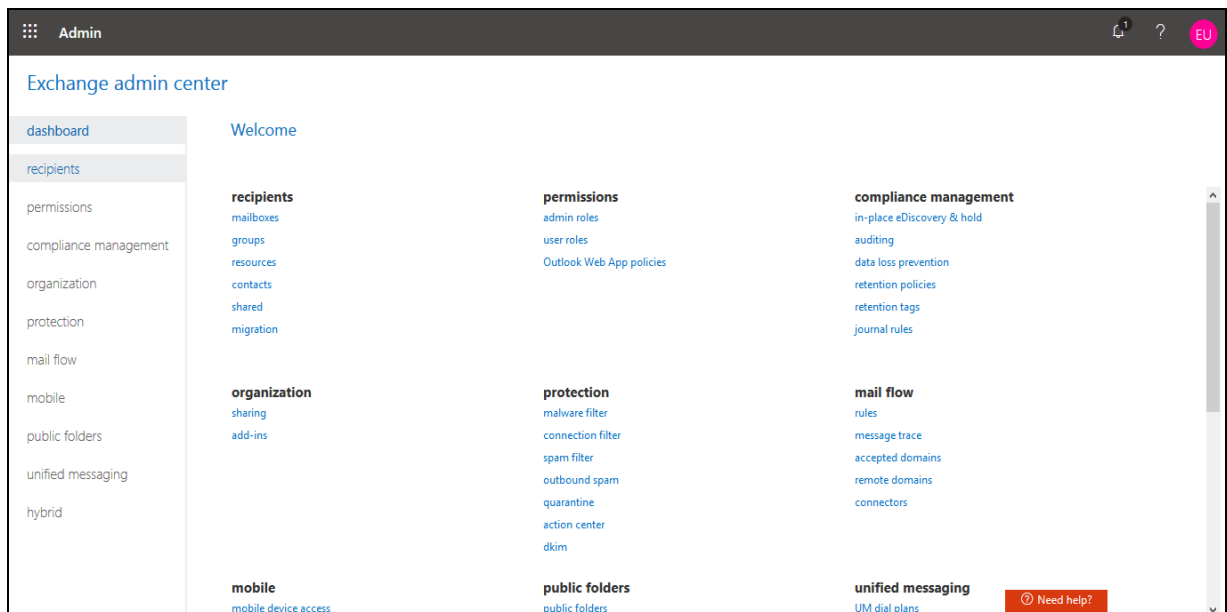 Admin
1
?
EU
Exchange admin center
dashboard
recipients
permissions
compliance management
organization
protection
mail flow
mobile
public folders
unified messaging
hybrid
Welcome
recipients
mailboxes
groups
resources
contacts
shared
migration
permissions
admin roles
user roles
Outlook Web App policies
compliance management
in-place eDiscovery & hold
auditing
data loss prevention
retention policies
retention tags
journal rules
organization
sharing
add-ins
protection
malware filter
connection filter
spam filter
outbound spam
quarantine
action center
dkim
mail flow
rules
message trace
accepted domains
remote domains
connectors
mobile
mobile device access
public folders
public folders
unified messaging
UM dial plans
? Need help?